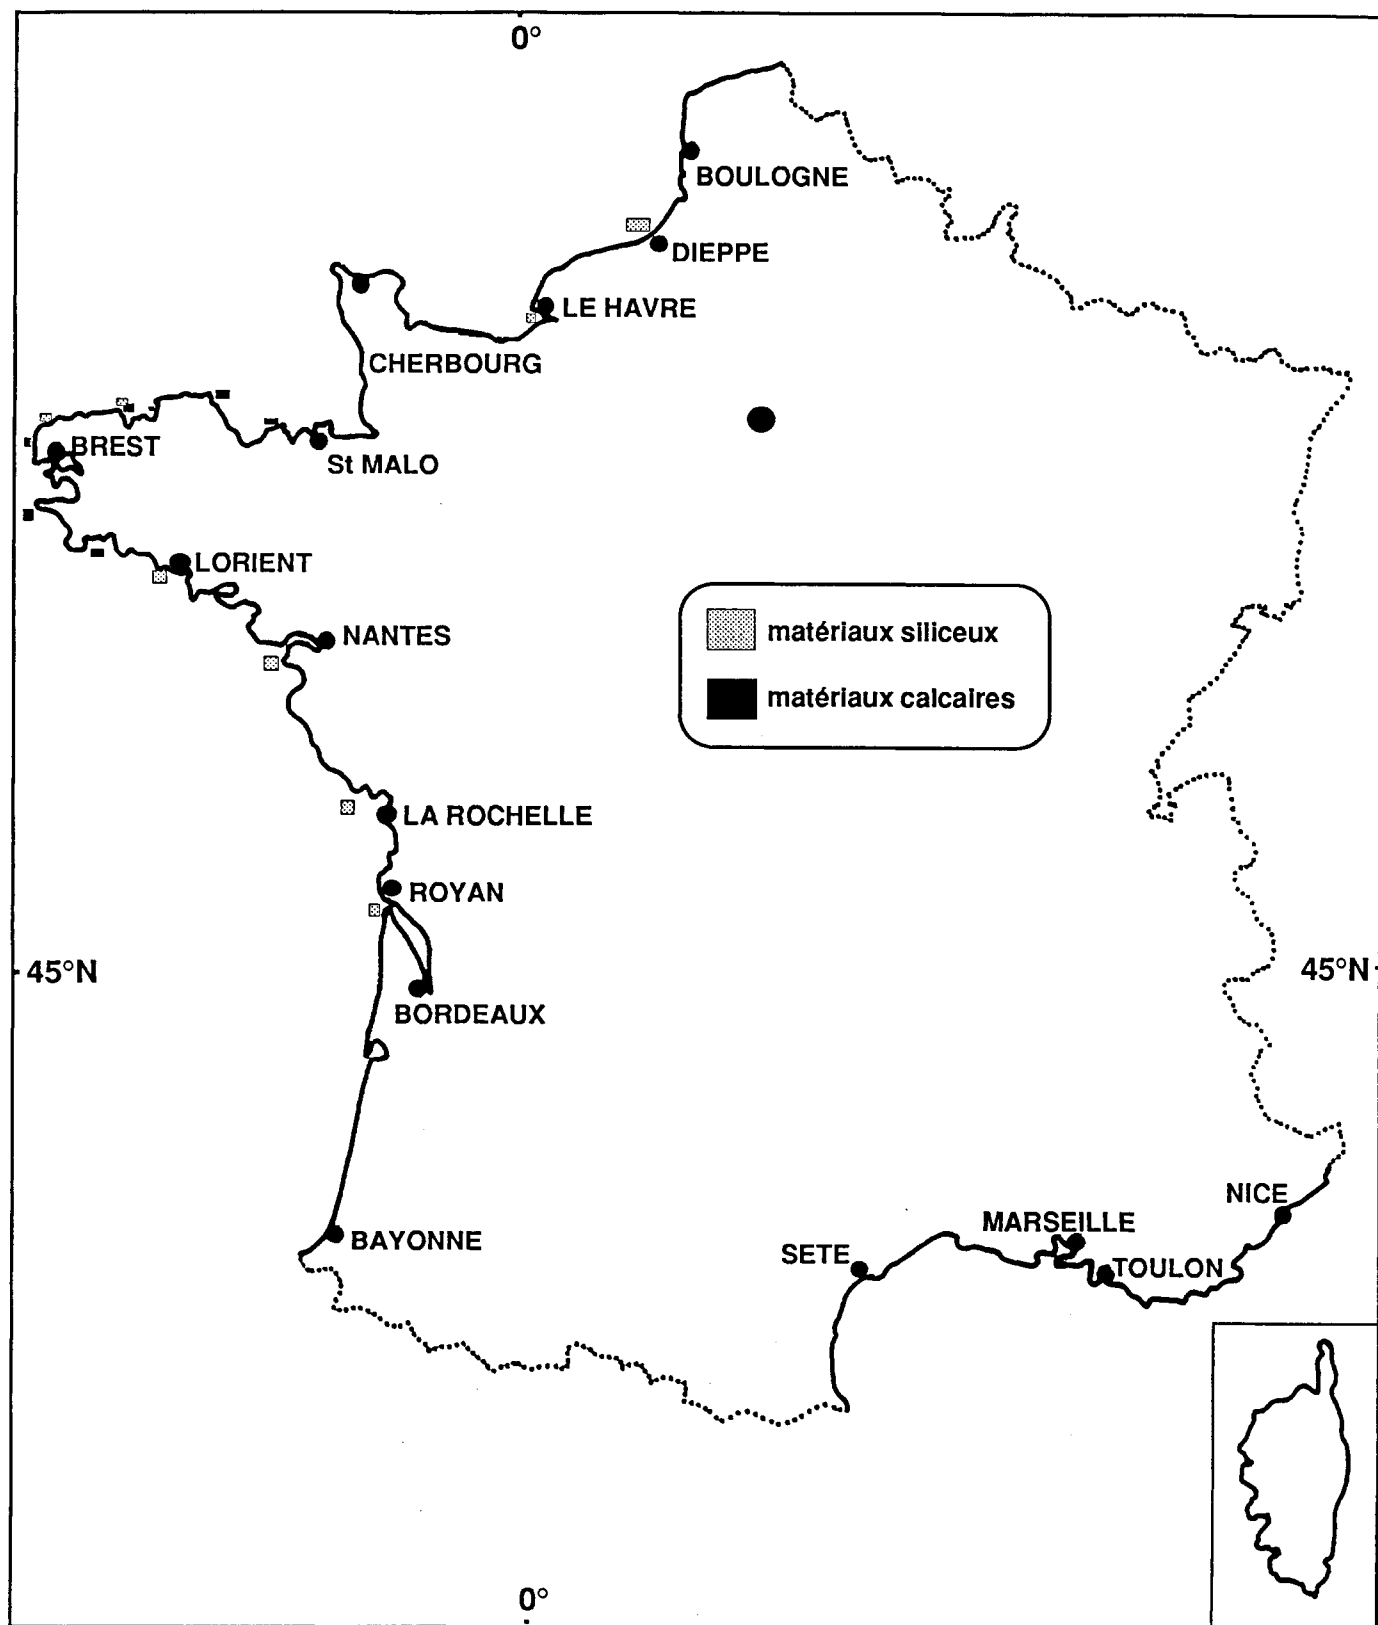 0°
BOULOGNE
DIEPPE
LE HAVRE
CHERBOURG
BREST
St MALO
LORIENT
NANTES
matériaux siliceux
matériaux calcaires
LA ROCHELLE
ROYAN
45°N
45°N
BORDEAUX
NICE
MARSEILLE
BAYONNE
SETE
TOULON
0°